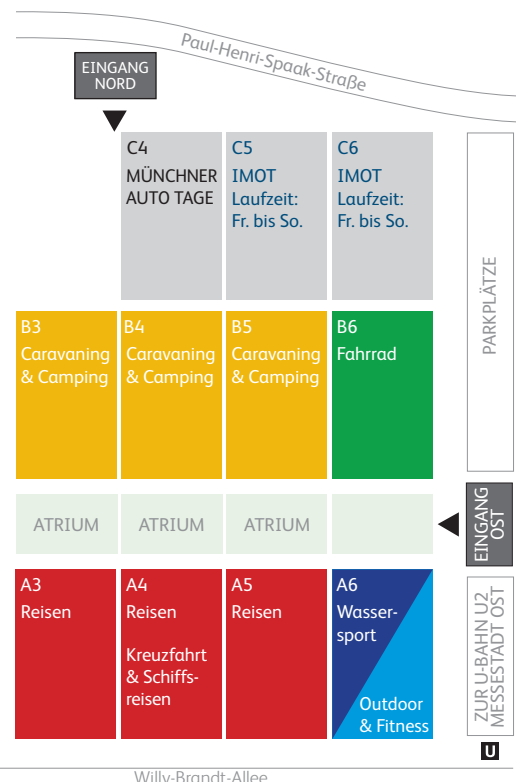 Paul-Henri-Spaak-Straße
EINGANG
NORD
C4
MÜNCHNER
AUTO TAGE
C5
IMOT
Laufzeit:
Fr. bis So.
C6
IMOT
Laufzeit:
Fr. bis So.
PARKPLÄTZE
B3
Caravaning
& Camping
B4
Caravaning
& Camping
B5
Caravaning
& Camping
B6
Fahrrad
ATRIUM
ATRIUM
ATRIUM
EINGANG
OST
A3
Reisen
A4
Reisen
Kreuzfahrt
& Schiffs-
reisen
A5
Reisen
A6
Wasser-
sport
Outdoor
& Fitness
ZUR U-BAHN U2
MESSESTADT OST
U
Willy-Brandt-Allee